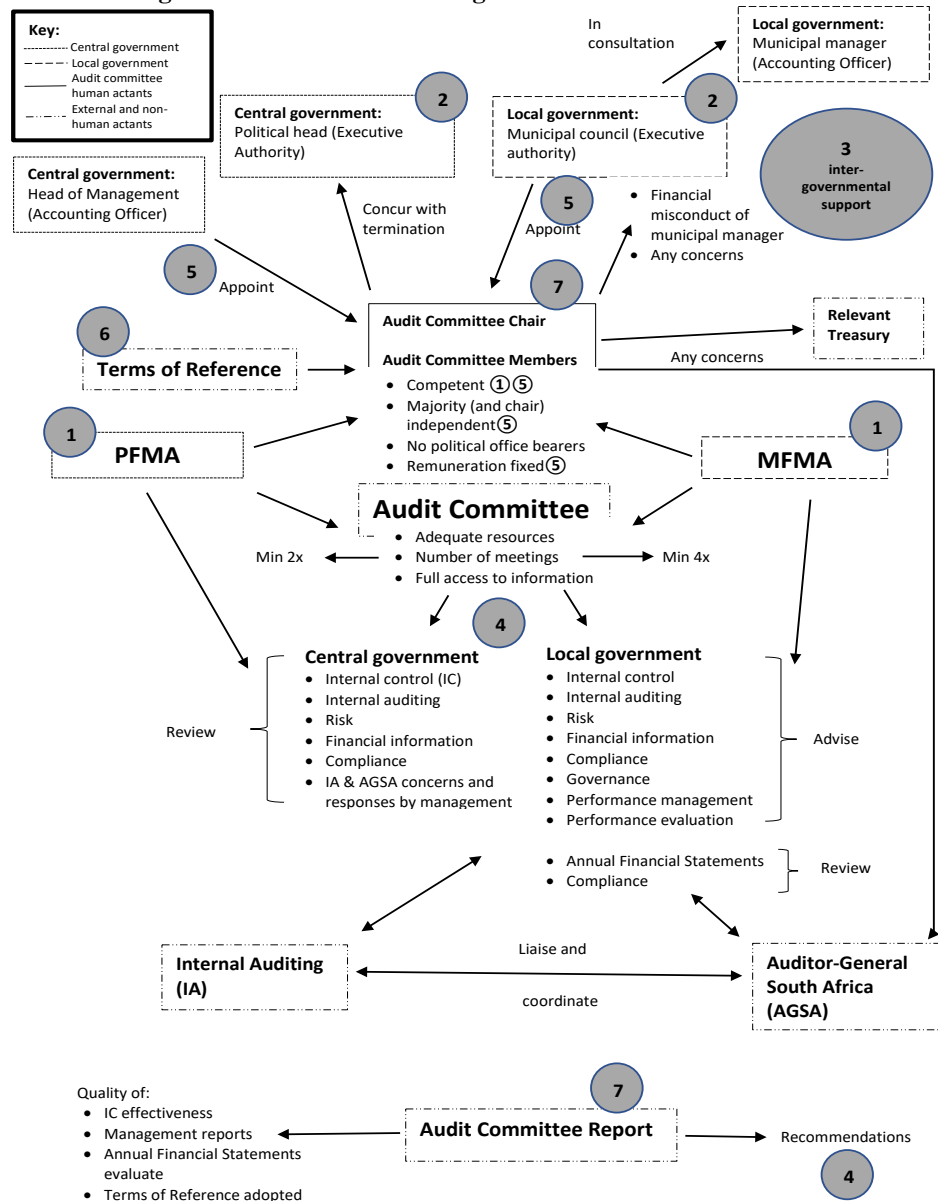 Key:
Central government
Local government
Audit committee
human actants
External and non-
human actants
In
consultation
Local government:
Municipal manager
(Accounting Officer)
2
Central government:
Political head (Executive
Authority)
2
Local government:
Municipal council (Executive
authority)
3
inter-
governmental
support
Central government:
Head of Management
(Accounting Officer)
Concur with
termination
5
Appoint
• Financial
misconduct of
municipal manager
• Any concerns
5
Appoint
7
Audit Committee Chair
Audit Committee Members
• Competent ① ⑤
• Majority (and chair)
independent ⑤
• No political office bearers
• Remuneration fixed ⑤
Any concerns
Relevant
Treasury
6
Terms of Reference
1
PFMA
1
MFMA
Audit Committee
• Adequate resources
• Number of meetings
• Full access to information
Min 2x
Min 4x
4
Central government
• Internal control (IC)
• Internal auditing
• Risk
• Financial information
• Compliance
• IA & AGSA concerns and
responses by management
Review
Local government
• Internal control
• Internal auditing
• Risk
• Financial information
• Compliance
• Governance
• Performance management
• Performance evaluation
Advise
• Annual Financial Statements
• Compliance
Review
Internal Auditing
(IA)
Liaise and
coordinate
Auditor-General
South Africa
(AGSA)
Quality of:
• IC effectiveness
• Management reports
• Annual Financial Statements
evaluate
• Terms of Reference adopted
7
Audit Committee Report
Recommendations
4